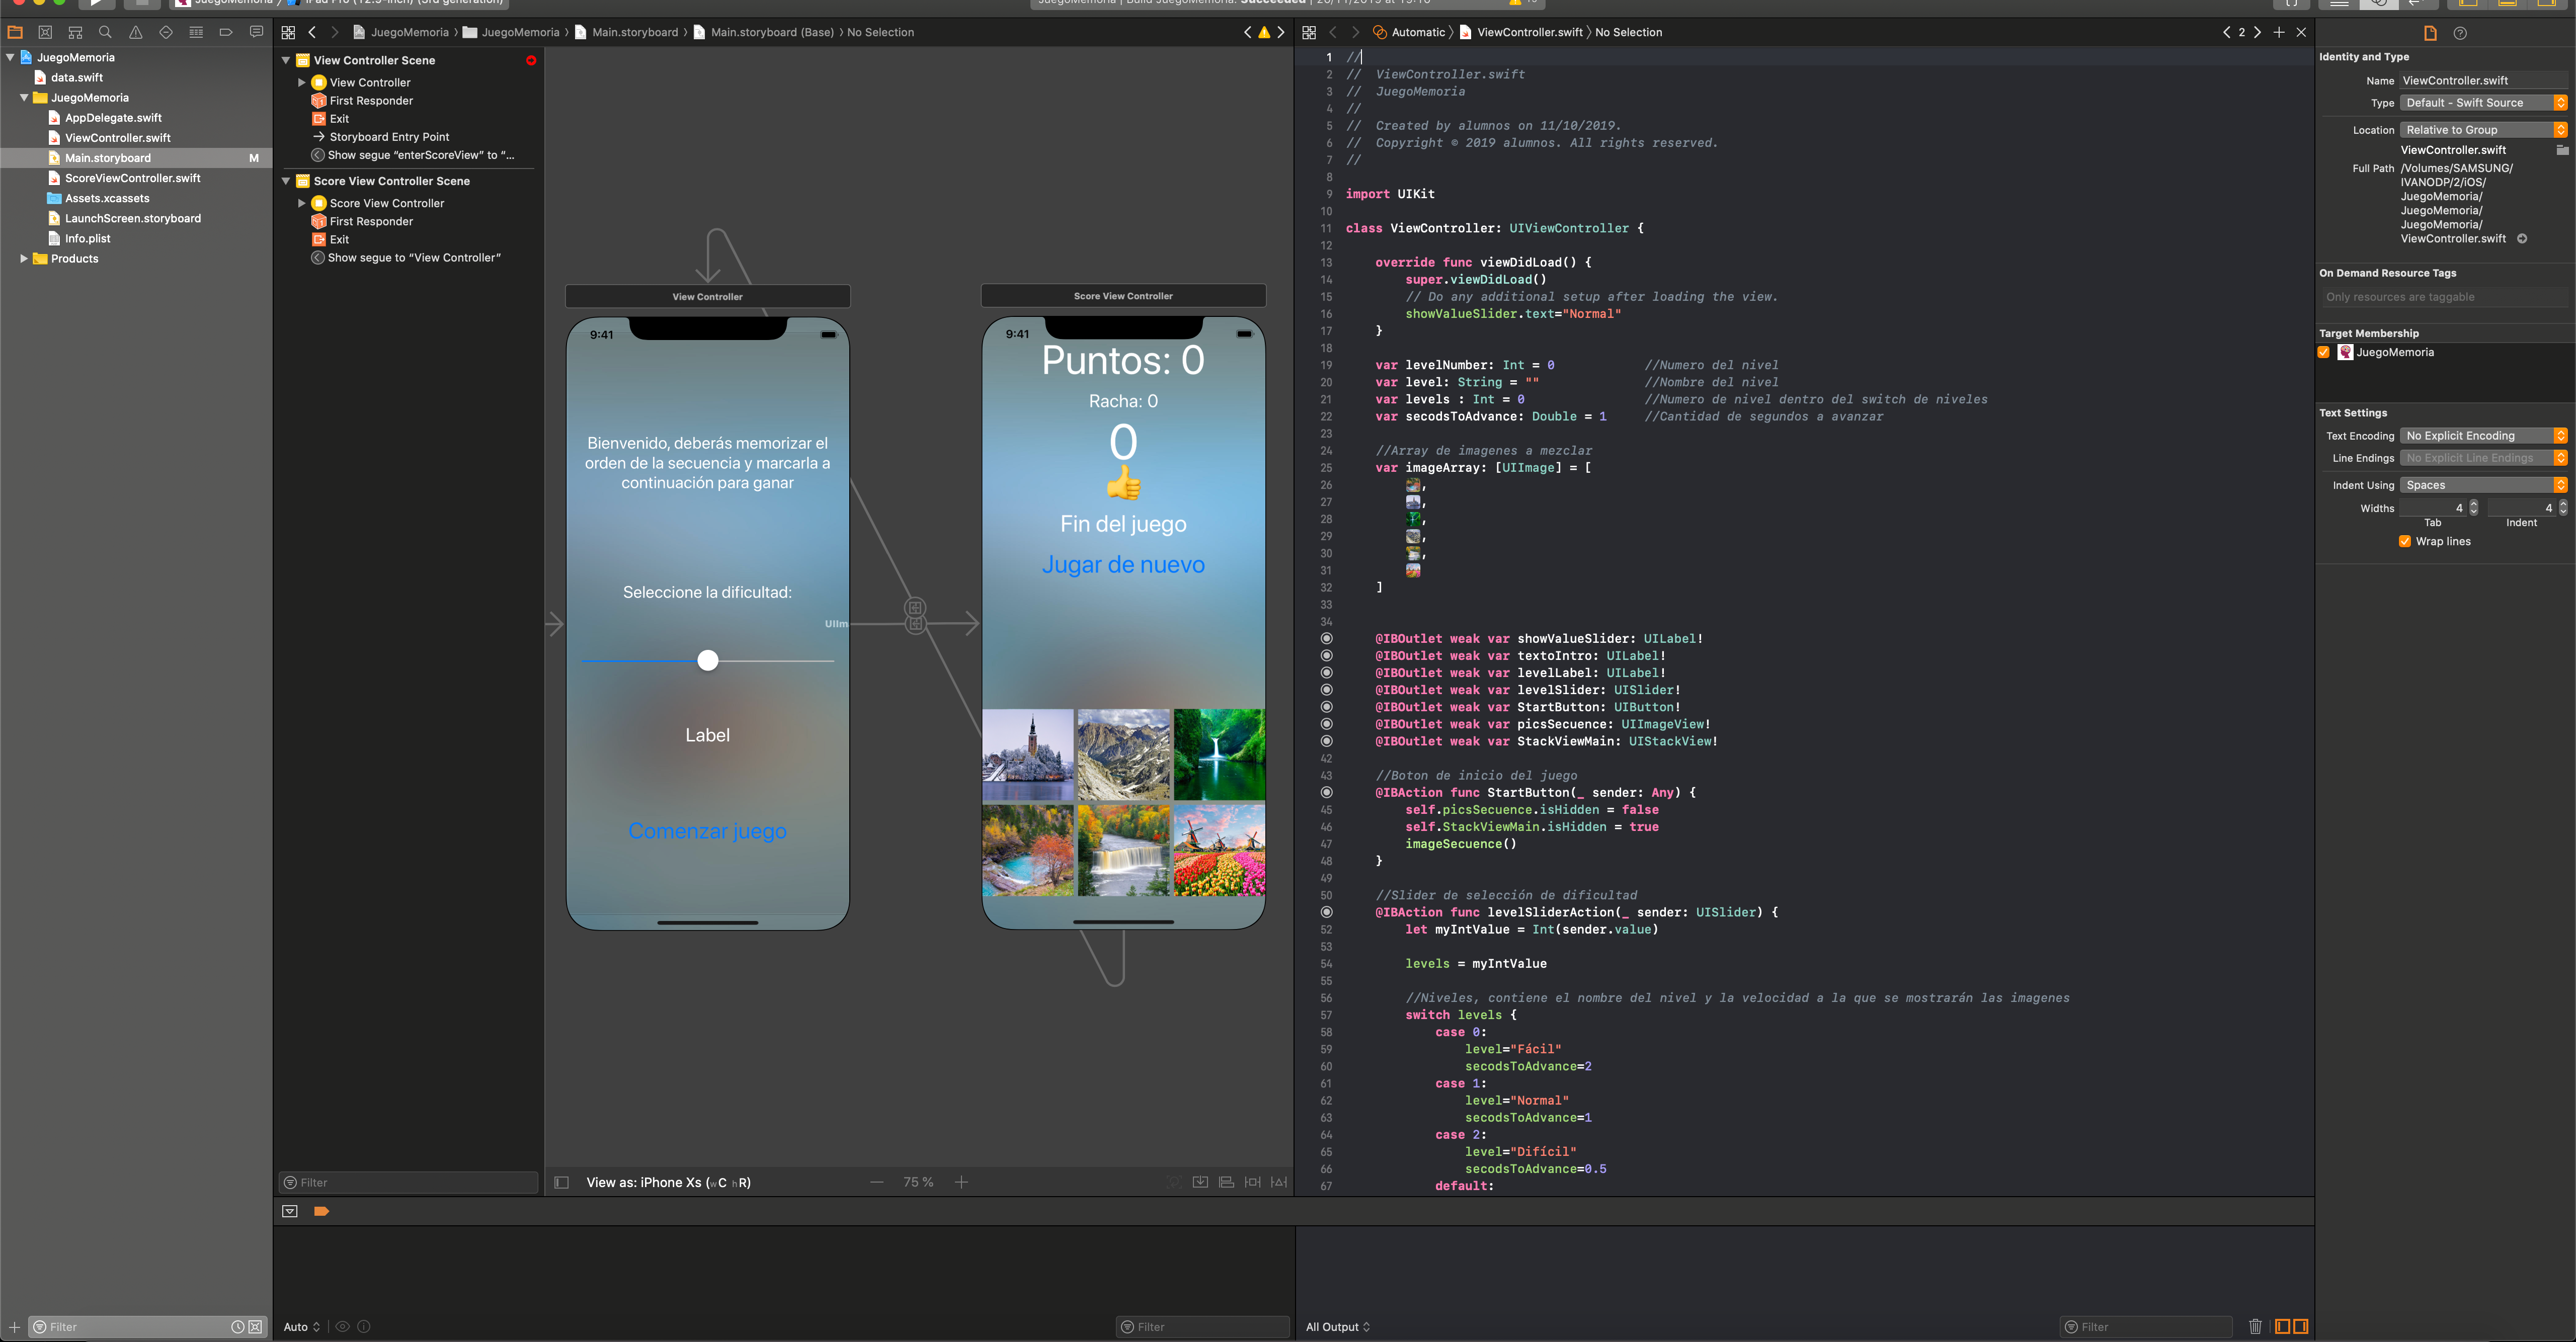 JuegoMemoria
iPad Pro (12.9-inch) (3rd generation)
JuegoMemoria | Build JuegoMemoria: Succeeded | 20/11/2019 at 19:10
JuegoMemoria
data.swift
JuegoMemoria
AppDelegate.swift
ViewController.swift
Main.storyboard M
ScoreViewController.swift
Assets.xcassets
LaunchScreen.storyboard
Info.plist
Products
Filter
JuegoMemoria JuegoMemoria Main.storyboard Main.storyboard (Base) No Selection
View Controller Scene
View Controller
First Responder
Exit
Storyboard Entry Point
Show segue “enterScoreView” to “...
Score View Controller Scene
Score View Controller
First Responder
Exit
Show segue to “View Controller”
Filter
View Controller
9:41
Bienvenido, deberás memorizar el
orden de la secuencia y marcarla a
continuación para ganar
Seleccione la dificultad:
UIIm
Label
Comenzar juego
Score View Controller
9:41
Puntos: 0
Racha: 0
0
Fin del juego
Jugar de nuevo
View as: iPhone Xs (wC hR)
75 %
Automatic ViewController.swift No Selection
2
1 //
2 //  ViewController.swift
3 //  JuegoMemoria
4 //
5 //  Created by alumnos on 11/10/2019.
6 //  Copyright © 2019 alumnos. All rights reserved.
7 //
8
9 import UIKit
10
11 class ViewController: UIViewController {
12
13 override func viewDidLoad() {
14 super.viewDidLoad()
15 // Do any additional setup after loading the view.
16 showValueSlider.text="Normal"
17 }
18
19 var levelNumber: Int = 0 //Numero del nivel
20 var level: String = "" //Nombre del nivel
21 var levels : Int = 0 //Numero de nivel dentro del switch de niveles
22 var secodsToAdvance: Double = 1 //Cantidad de segundos a avanzar
23
24 //Array de imagenes a mezclar
25 var imageArray: [UIImage] = [
26 ,
27 ,
28 ,
29 ,
30 ,
31
32 ]
33
34
@IBOutlet weak var showValueSlider: UILabel!
@IBOutlet weak var textoIntro: UILabel!
@IBOutlet weak var levelLabel: UILabel!
@IBOutlet weak var levelSlider: UISlider!
@IBOutlet weak var StartButton: UIButton!
@IBOutlet weak var picsSecuence: UIImageView!
@IBOutlet weak var StackViewMain: UIStackView!
42
43 //Boton de inicio del juego
@IBAction func StartButton(_ sender: Any) {
45 self.picsSecuence.isHidden = false
46 self.StackViewMain.isHidden = true
47 imageSecuence()
48 }
49
50 //Slider de selección de dificultad
@IBAction func levelSliderAction(_ sender: UISlider) {
52 let myIntValue = Int(sender.value)
53
54 levels = myIntValue
55
56 //Niveles, contiene el nombre del nivel y la velocidad a la que se mostrarán las imagenes
57 switch levels {
58 case 0:
59 level="Fácil"
60 secodsToAdvance=2
61 case 1:
62 level="Normal"
63 secodsToAdvance=1
64 case 2:
65 level="Difícil"
66 secodsToAdvance=0.5
67 default:
Identity and Type
Name ViewController.swift
Type Default - Swift Source
Location Relative to Group
ViewController.swift
Full Path /Volumes/SAMSUNG/
IVANODP/2/iOS/
JuegoMemoria/
JuegoMemoria/
JuegoMemoria/
ViewController.swift
On Demand Resource Tags
Only resources are taggable
Target Membership
JuegoMemoria
Text Settings
Text Encoding No Explicit Encoding
Line Endings No Explicit Line Endings
Indent Using Spaces
Widths 4 4
Tab Indent
Wrap lines
Auto
Filter
All Output
Filter